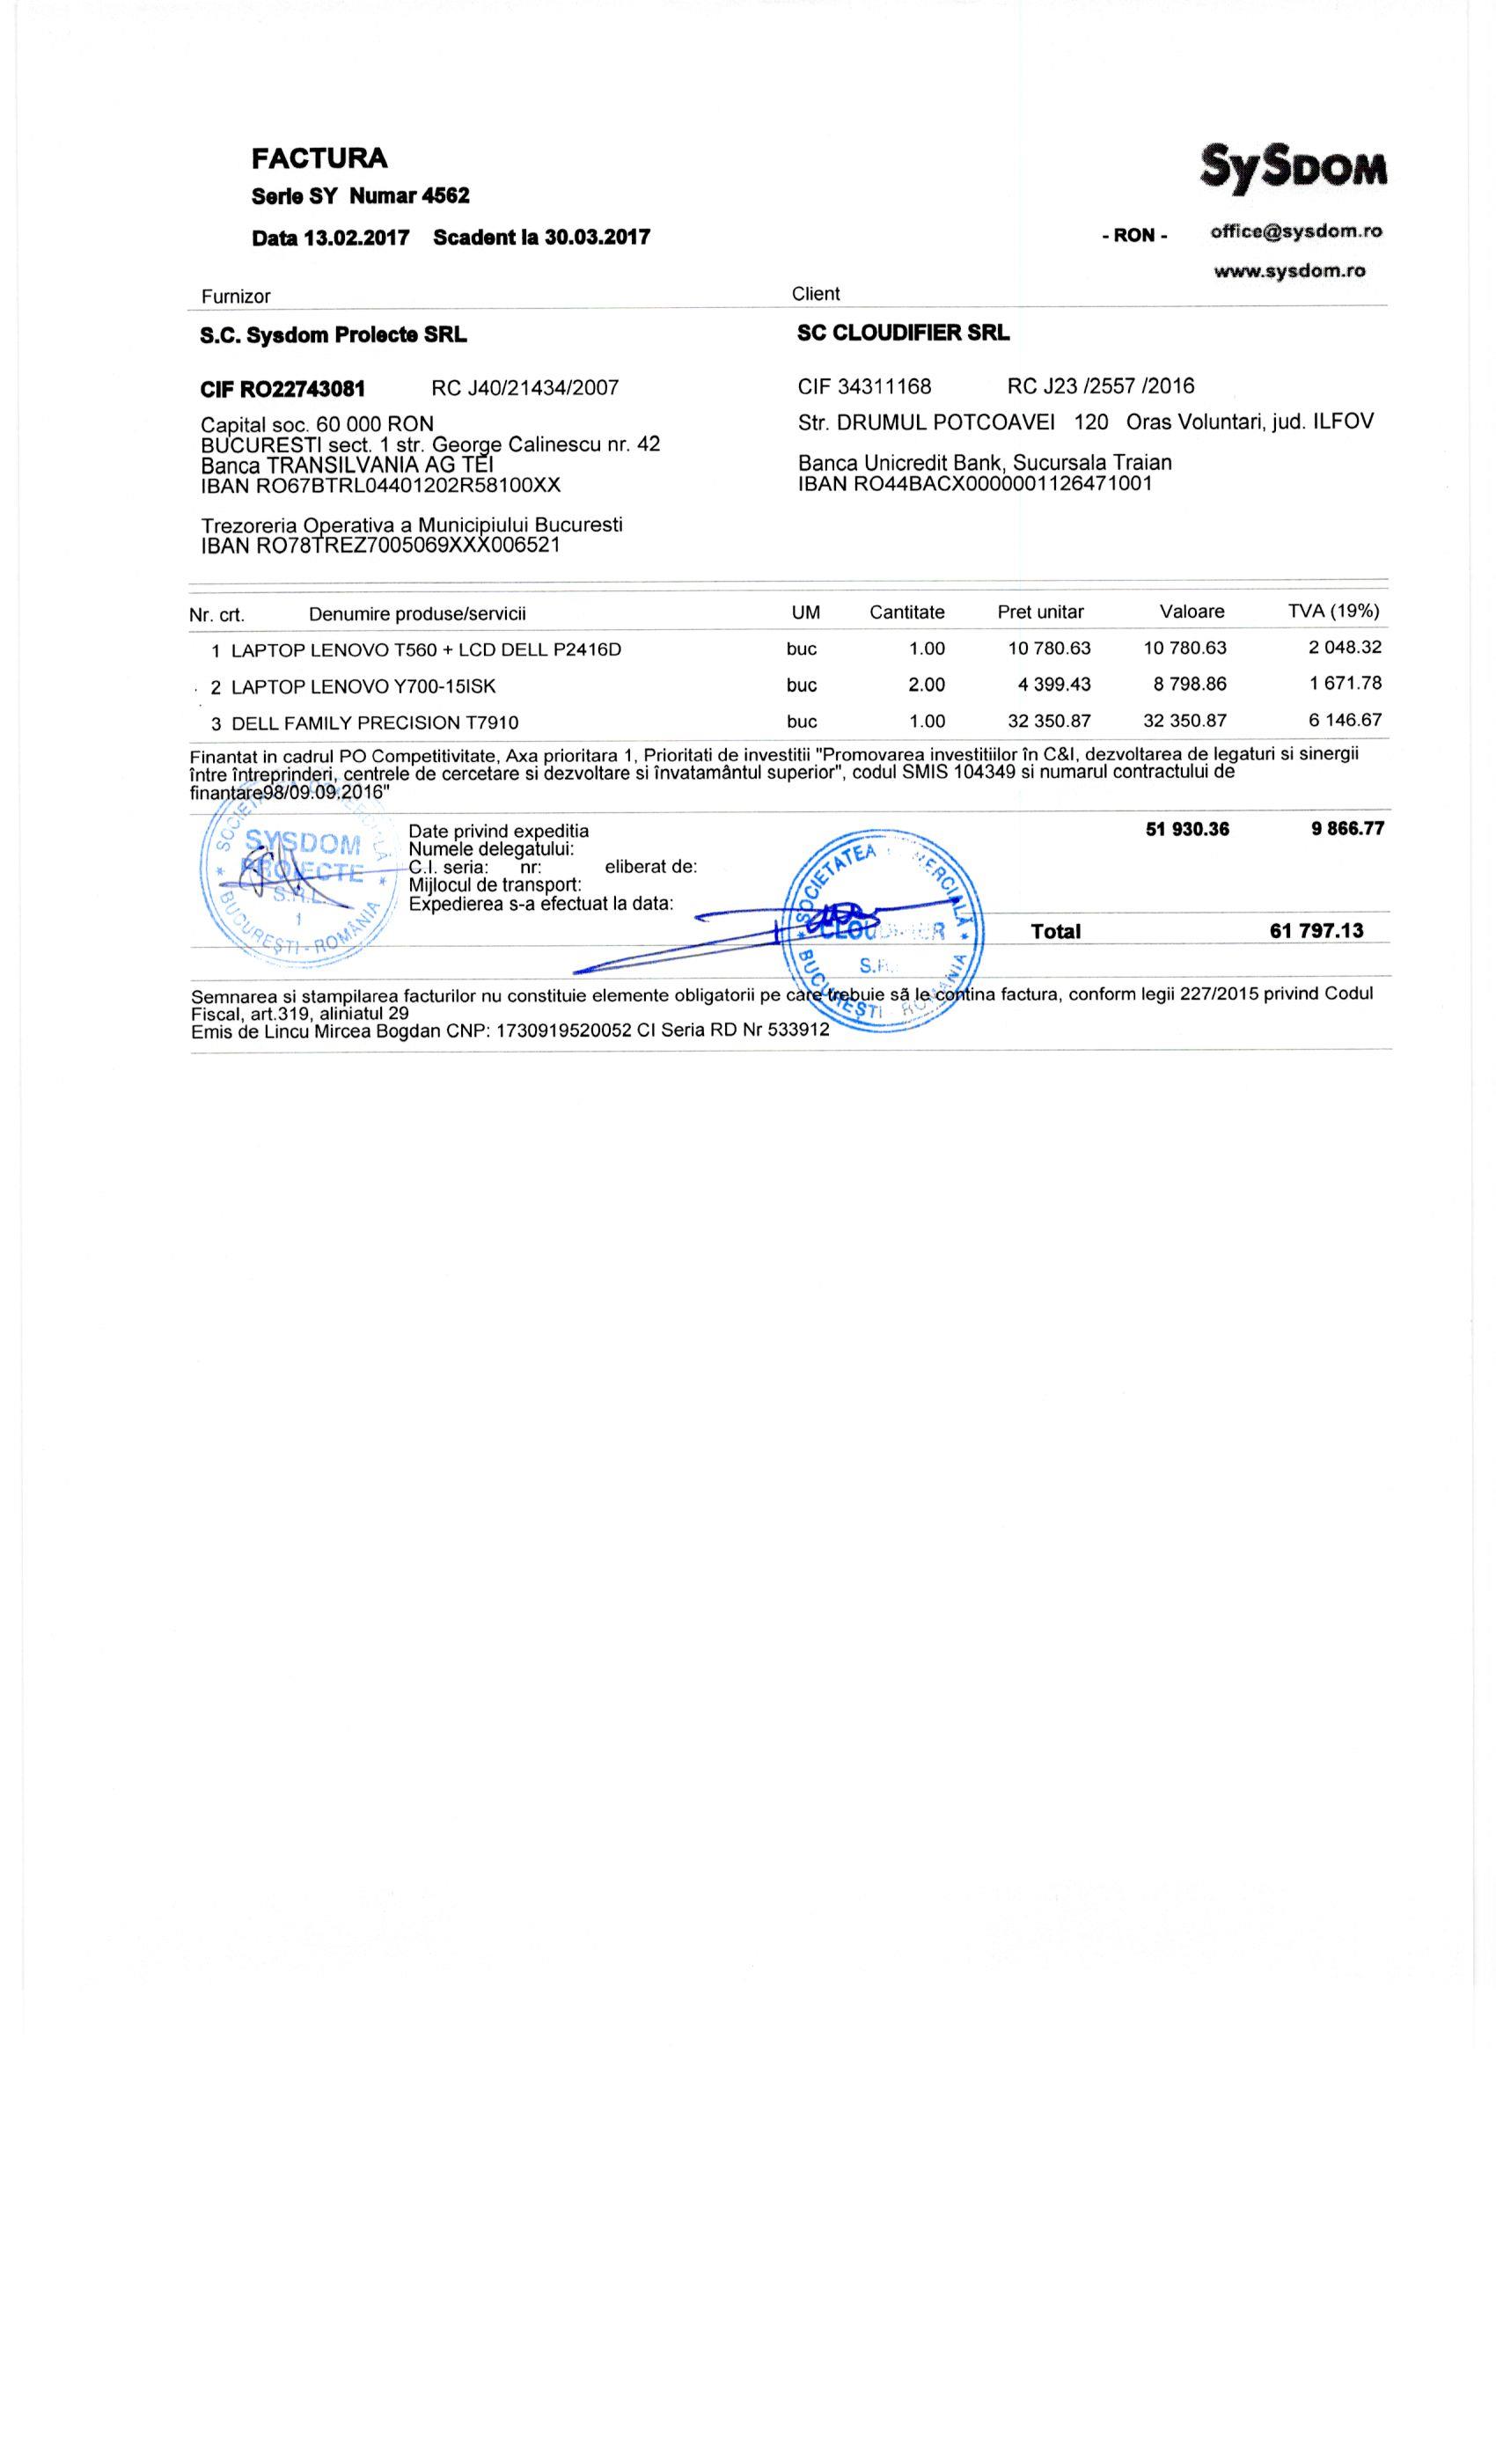 FACTURA
Serie SY Numar 4562
Data 13.02.2017 Scadent la 30.03.2017
SySDOM
- RON -
office@sysdom.ro
www.sysdom.ro
Furnizor
S.C. Sysdom Proiecte SRL
CIF RO22743081 RC J40/21434/2007
Capital soc. 60 000 RON
BUCURESTI sect. 1 str. George Calinescu nr. 42
Banca TRANSILVANIA AG TEI
IBAN RO67BTRL04401202R58100XX
Trezoreria Operativa a Municipiului Bucuresti
IBAN RO78TREZ7005069XXX006521
Client
SC CLOUDIFIER SRL
CIF 34311168 RC J23 /2557 /2016
Str. DRUMUL POTCOAVEI 120 Oras Voluntari, jud. ILFOV
Banca Unicredit Bank, Sucursala Traian
IBAN RO44BACX0000001126471001
Nr. crt. Denumire produse/servicii UM Cantitate Pret unitar Valoare TVA (19%)
1 LAPTOP LENOVO T560 + LCD DELL P2416D buc 1.00 10 780.63 10 780.63 2 048.32
2 LAPTOP LENOVO Y700-15ISK buc 2.00 4 399.43 8 798.86 1 671.78
3 DELL FAMILY PRECISION T7910 buc 1.00 32 350.87 32 350.87 6 146.67
Finantat in cadrul PO Competitivitate, Axa prioritara 1, Prioritati de investitii "Promovarea investitiilor în C&I, dezvoltarea de legaturi si sinergii
între întreprinderi, centrele de cercetare si dezvoltare si învatamântul superior", codul SMIS 104349 si numarul contractului de
finantare98/09.09.2016"
SYSDOM
PROIECTE
S.R.L.
1
BUCUREȘTI - ROMÂNIA
Date privind expeditia
Numele delegatului:
C.I. seria: nr: eliberat de:
Mijlocul de transport:
Expedierea s-a efectuat la data:
51 930.36 9 866.77
SOCIETATEA
BUCUREȘTI ROMANIA
Total 61 797.13
Semnarea si stampilarea facturilor nu constituie elemente obligatorii pe care trebuie să le contina factura, conform legii 227/2015 privind Codul
Fiscal, art.319, aliniatul 29
Emis de Lincu Mircea Bogdan CNP: 1730919520052 CI Seria RD Nr 533912